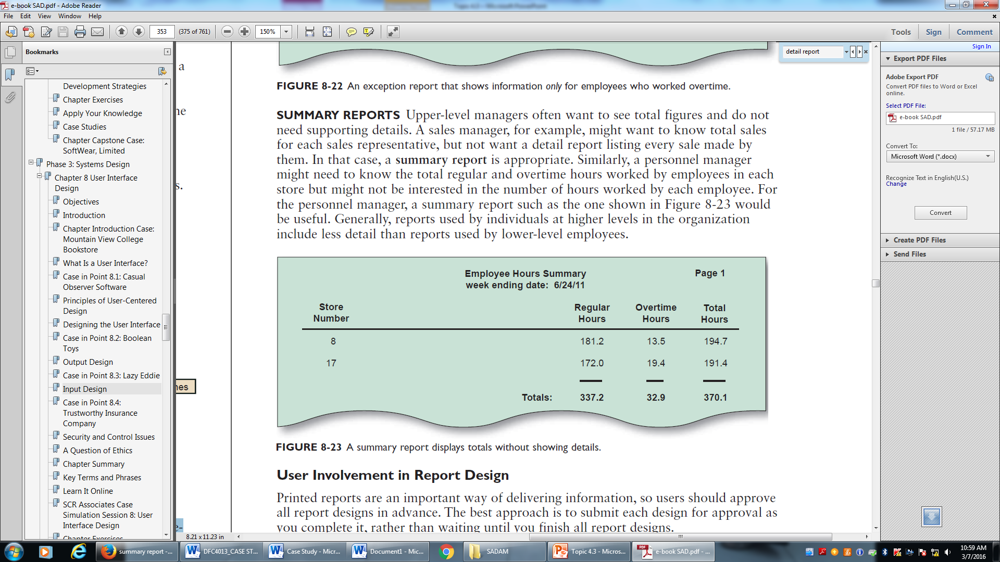 e-book SAD.pdf - Adobe Reader
File Edit View Window Help
353 (375 of 761) 150% Tools Sign Comment
Bookmarks
Development Strategies
Chapter Exercises
Apply Your Knowledge
Case Studies
Chapter Capstone Case:
SoftWear, Limited
Phase 3: Systems Design
Chapter 8 User Interface
Design
Objectives
Introduction
Chapter Introduction Case:
Mountain View College
Bookstore
What Is a User Interface?
Case in Point 8.1: Casual
Observer Software
Principles of User-Centered
Design
Designing the User Interface
Case in Point 8.2: Boolean
Toys
Output Design
Case in Point 8.3: Lazy Eddie
Input Design
Case in Point 8.4:
Trustworthy Insurance
Company
Security and Control Issues
A Question of Ethics
Chapter Summary
Key Terms and Phrases
Learn It Online
SCR Associates Case
Simulation Session 8: User
Interface Design
Chapter Exercises
a
s.
detail report
FIGURE 8-22 An exception report that shows information only for employees who worked overtime.
SUMMARY REPORTS Upper-level managers often want to see total figures and do not
need supporting details. A sales manager, for example, might want to know total sales
for each sales representative, but not want a detail report listing every sale made by
them. In that case, a summary report is appropriate. Similarly, a personnel manager
might need to know the total regular and overtime hours worked by employees in each
store but might not be interested in the number of hours worked by each employee. For
the personnel manager, a summary report such as the one shown in Figure 8-23 would
be useful. Generally, reports used by individuals at higher levels in the organization
include less detail than reports used by lower-level employees.
Employee Hours Summary Page 1
week ending date: 6/24/11
Store Regular Overtime Total
Number Hours Hours Hours
8 181.2 13.5 194.7
17 172.0 19.4 191.4
Totals: 337.2 32.9 370.1
FIGURE 8-23 A summary report displays totals without showing details.
User Involvement in Report Design
Printed reports are an important way of delivering information, so users should approve
all report designs in advance. The best approach is to submit each design for approval as
you complete it, rather than waiting until you finish all report designs.
8.21 x 11.23 in
Sign In
Export PDF Files
Adobe Export PDF
Convert PDF files to Word or Excel
online.
Select PDF File:
e-book SAD.pdf
1 file / 57.17 MB
Convert To:
Microsoft Word (*.docx)
Recognize Text in English(U.S.)
Change
Convert
Create PDF Files
Send Files
summary report -... DFC4013_CASE ST... Case Study - Micr... Document1 - Mic... SADAM Topic 4.3 - Micros... e-book SAD.pdf - ...
10:59 AM
3/7/2016